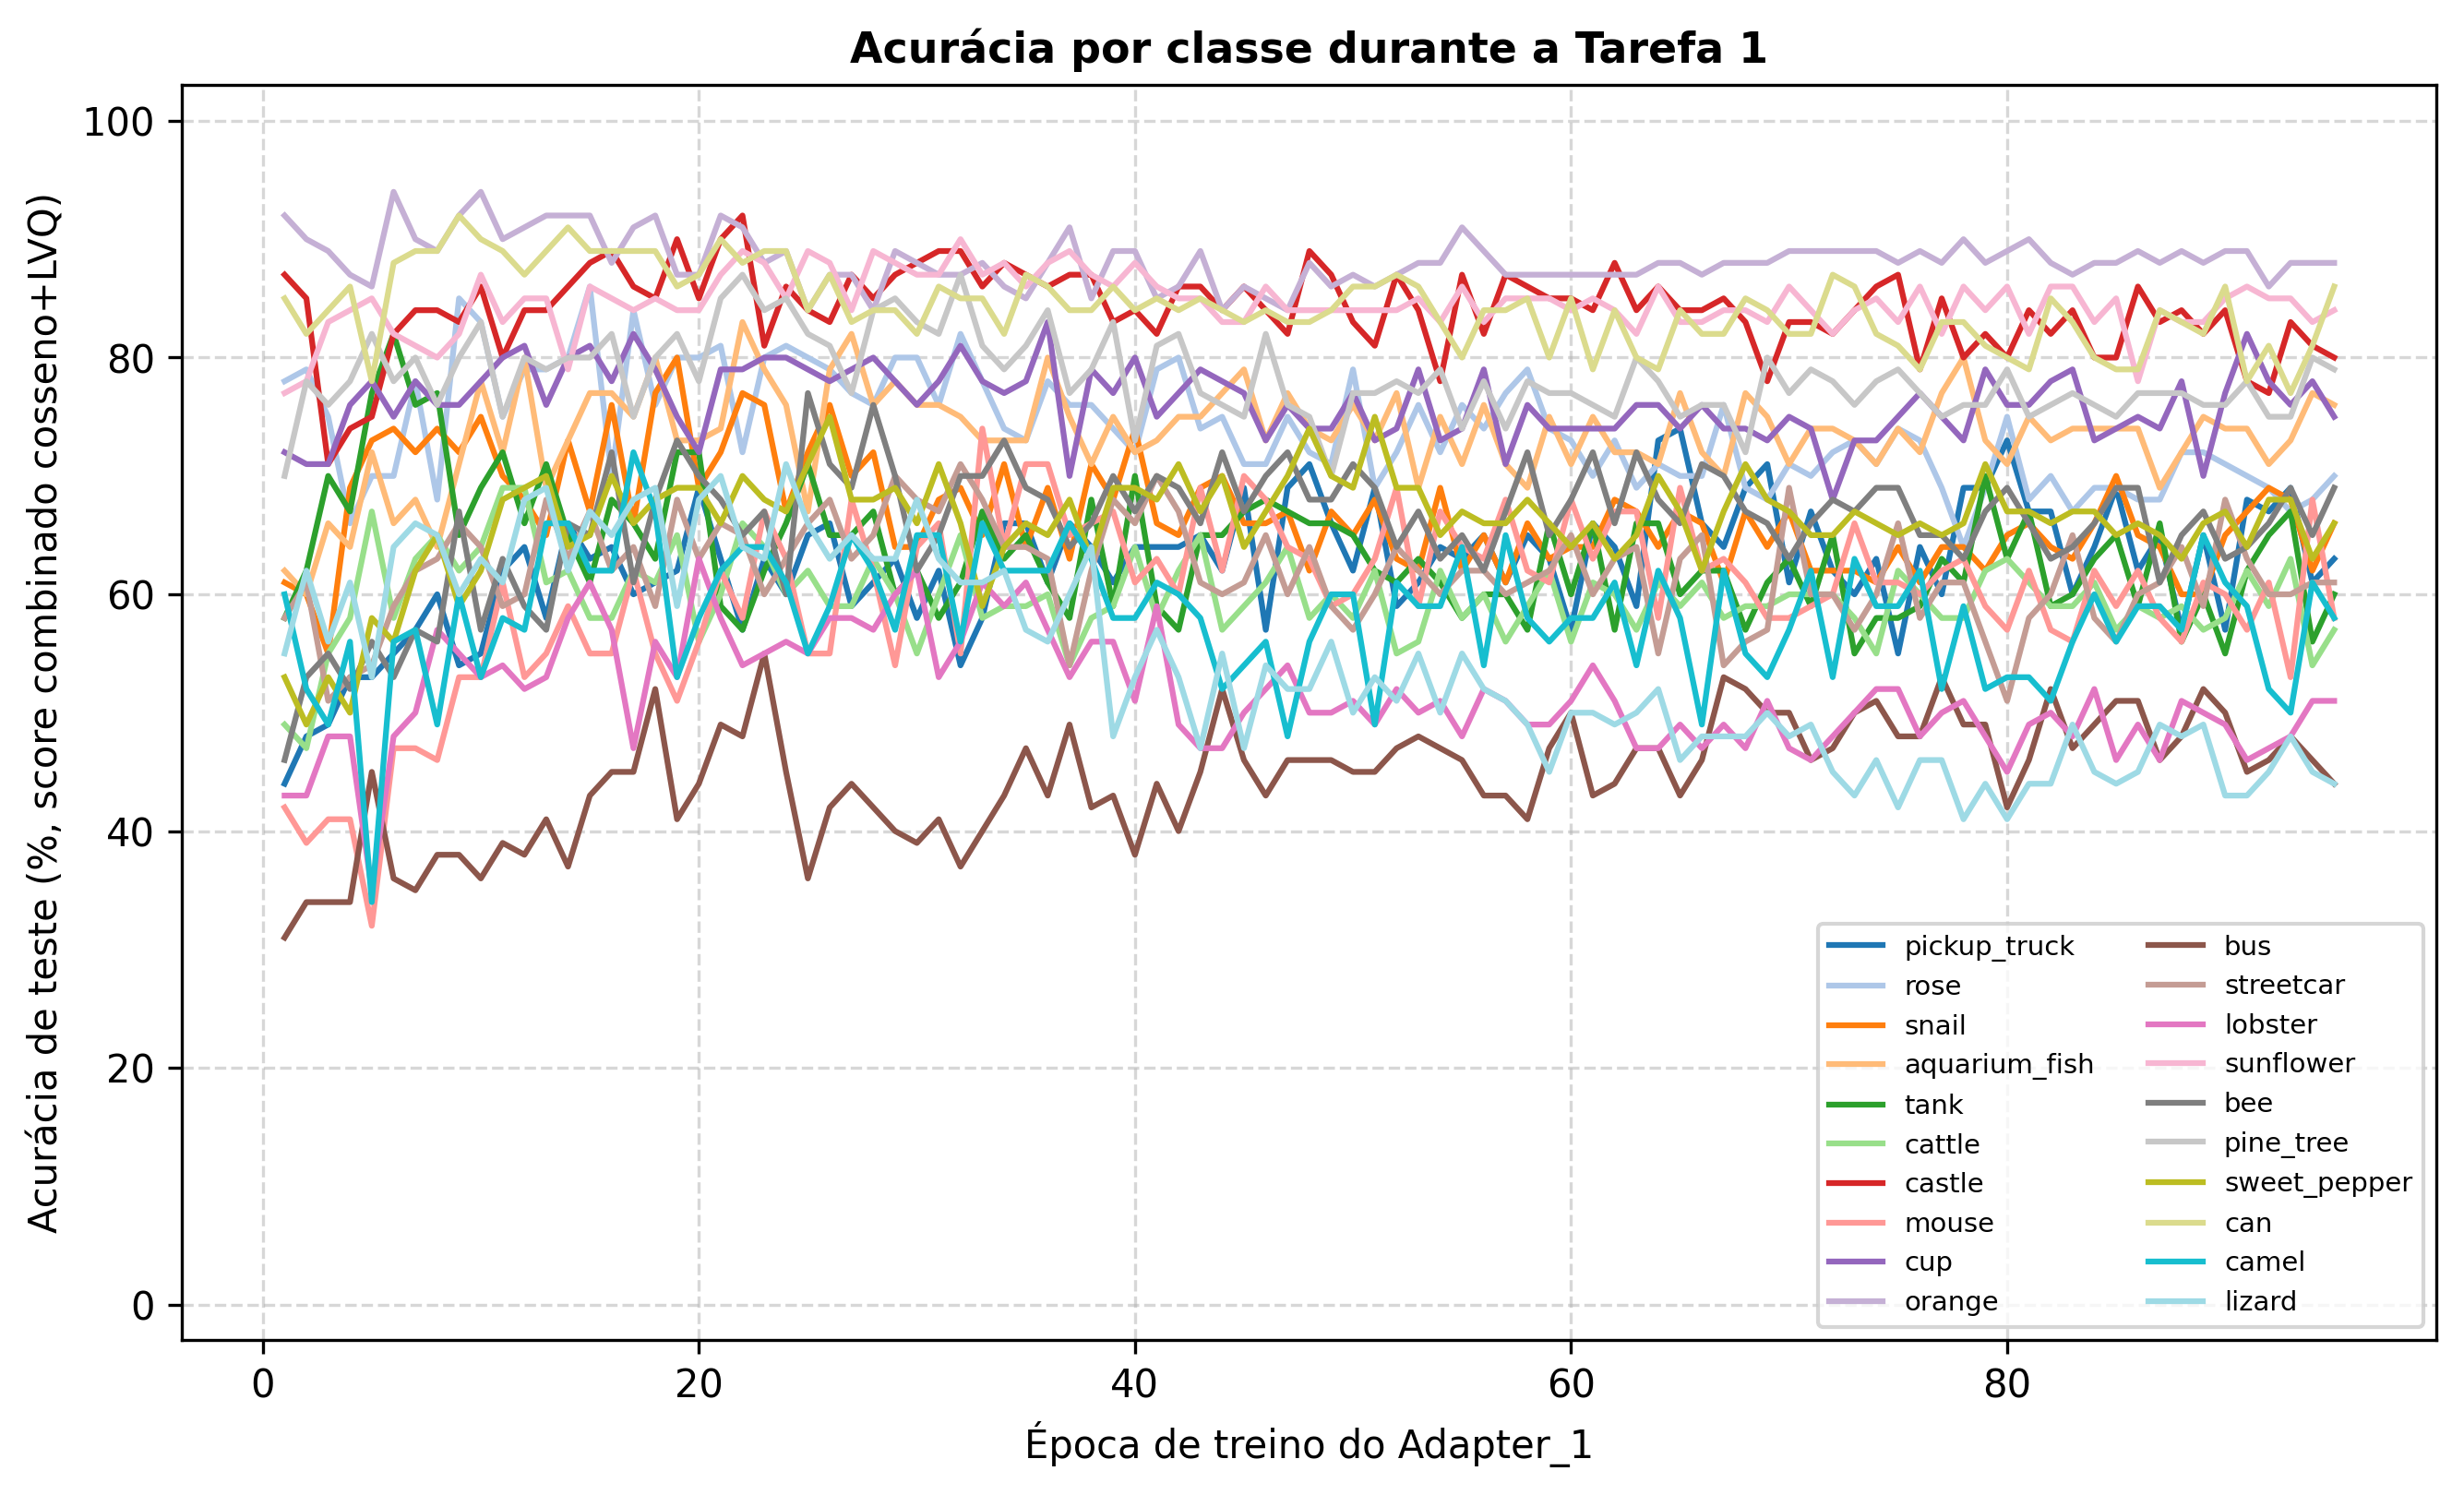 Acurácia por classe durante a Tarefa 1
Acurácia de teste (%, score combinado cosseno+LVQ)
100
80
60
40
20
0
0
20
40
60
80
Época de treino do Adapter_1
pickup_truck
rose
snail
aquarium_fish
tank
cattle
castle
mouse
cup
orange
bus
streetcar
lobster
sunflower
bee
pine_tree
sweet_pepper
can
camel
lizard